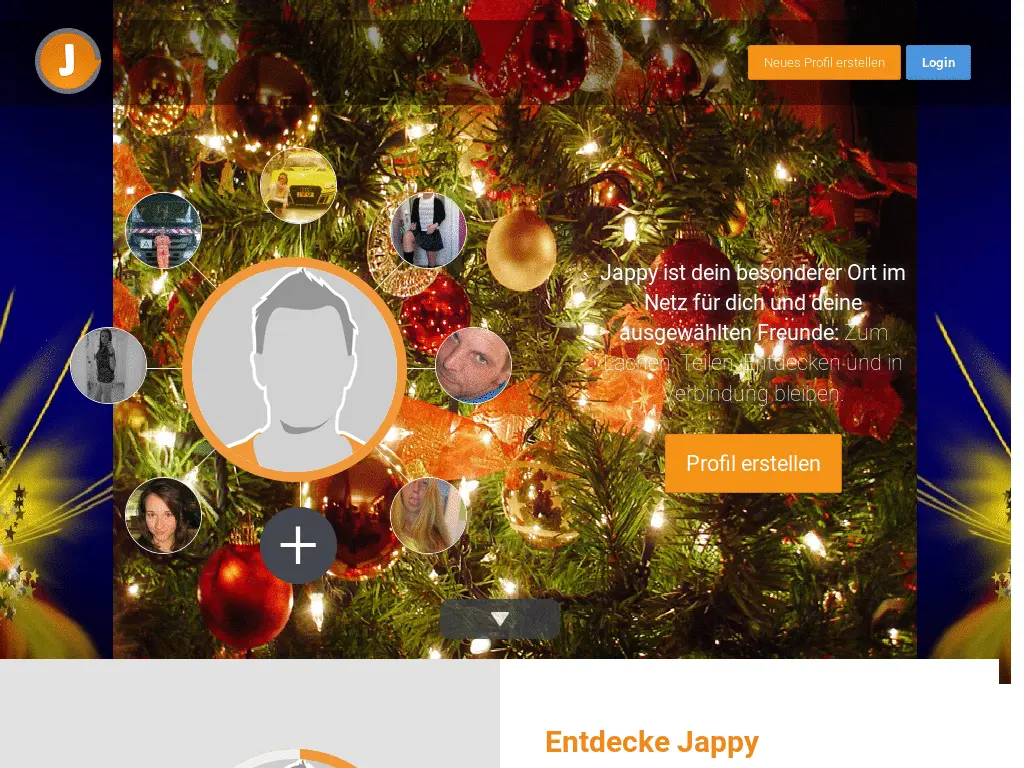 J
Neues Profil erstellen
Login
Jappy ist dein besonderer Ort im
Netz für dich und deine
ausgewählten Freunde: Zum
Lachen, Teilen, Entdecken und in
Verbindung bleiben.
Profil erstellen
Entdecke Jappy